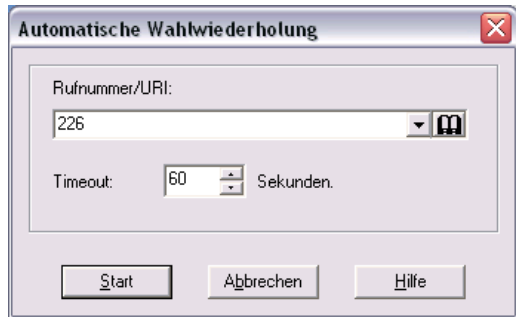 Automatische Wahlwiederholung
Rufnummer/URI:
226
Timeout: 60 Sekunden.
Start Abbrechen Hilfe